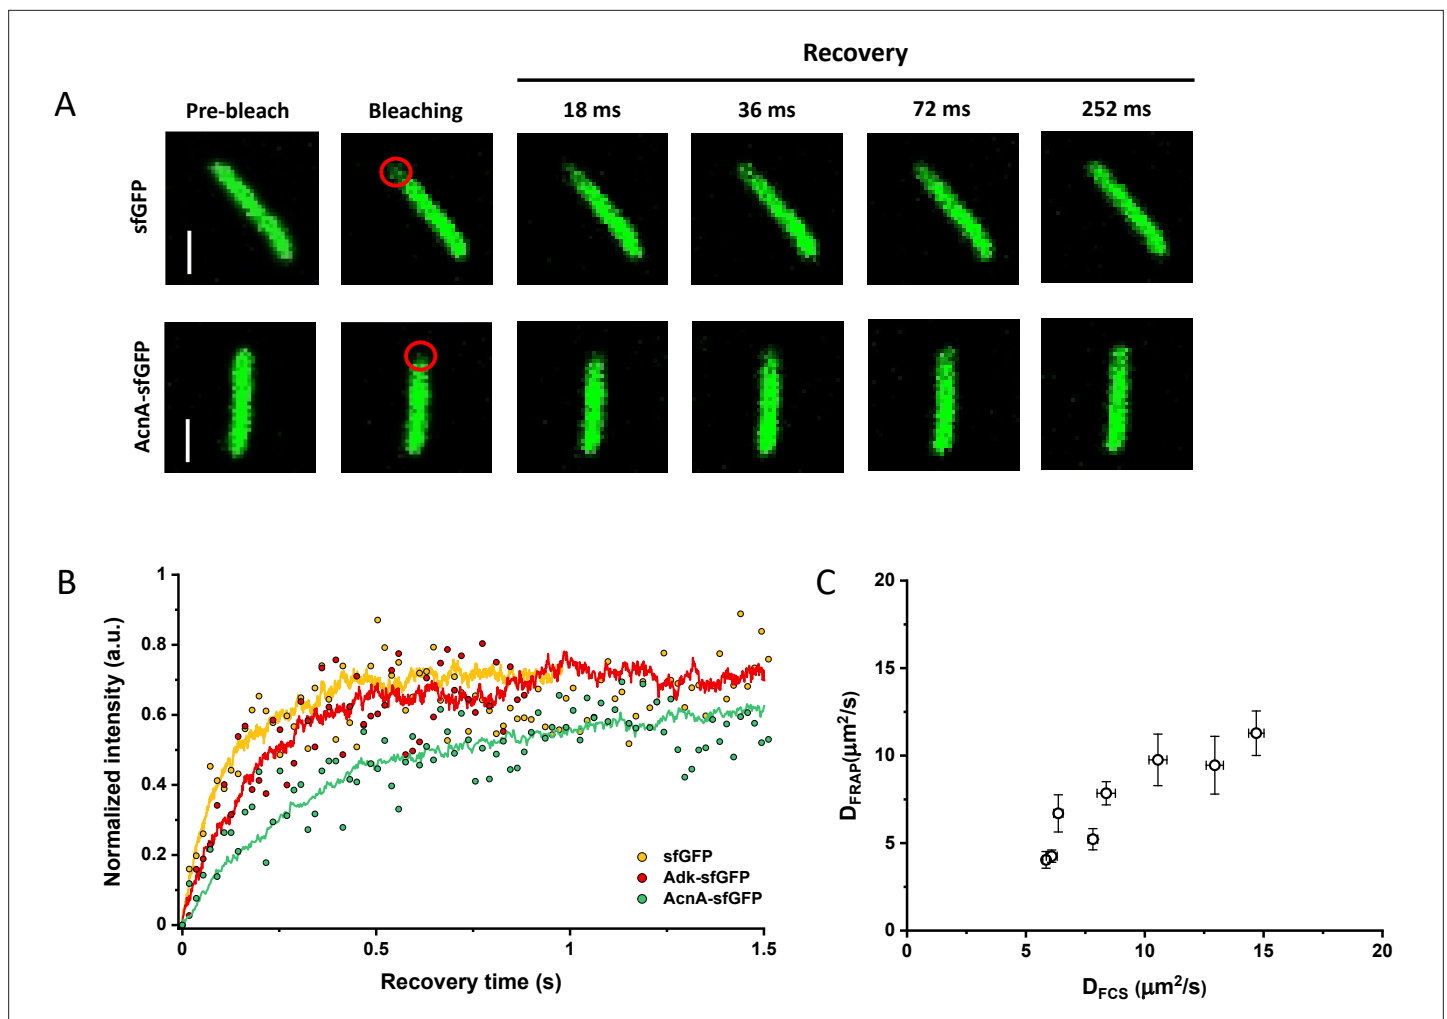 Recovery
A
Pre-bleach
Bleaching
18 ms
36 ms
72 ms
252 ms
sfGFP
AcnA-sfGFP
B
Normalized intensity (a.u.)
1
0.8
0.6
0.4
0.2
0
0
0.5
1
1.5
Recovery time (s)
sfGFP
Adk-sfGFP
AcnA-sfGFP
C
D_FRAP(μm²/s)
20
15
10
5
0
0
5
10
15
20
D_FCS (μm²/s)